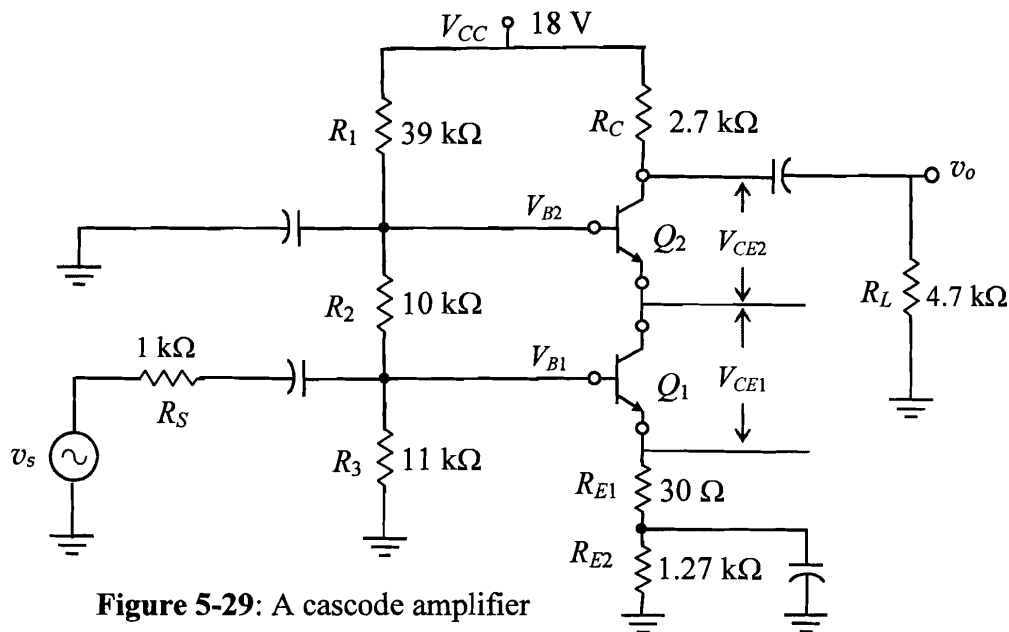 V_CC 18 V
R_1 39 kΩ
R_C 2.7 kΩ
v_o
V_B2
Q_2
V_CE2
R_2 10 kΩ
R_L 4.7 kΩ
1 kΩ
R_S
V_B1
Q_1
V_CE1
v_s
R_3 11 kΩ
R_E1 30 Ω
R_E2 1.27 kΩ
Figure 5-29: A cascode amplifier